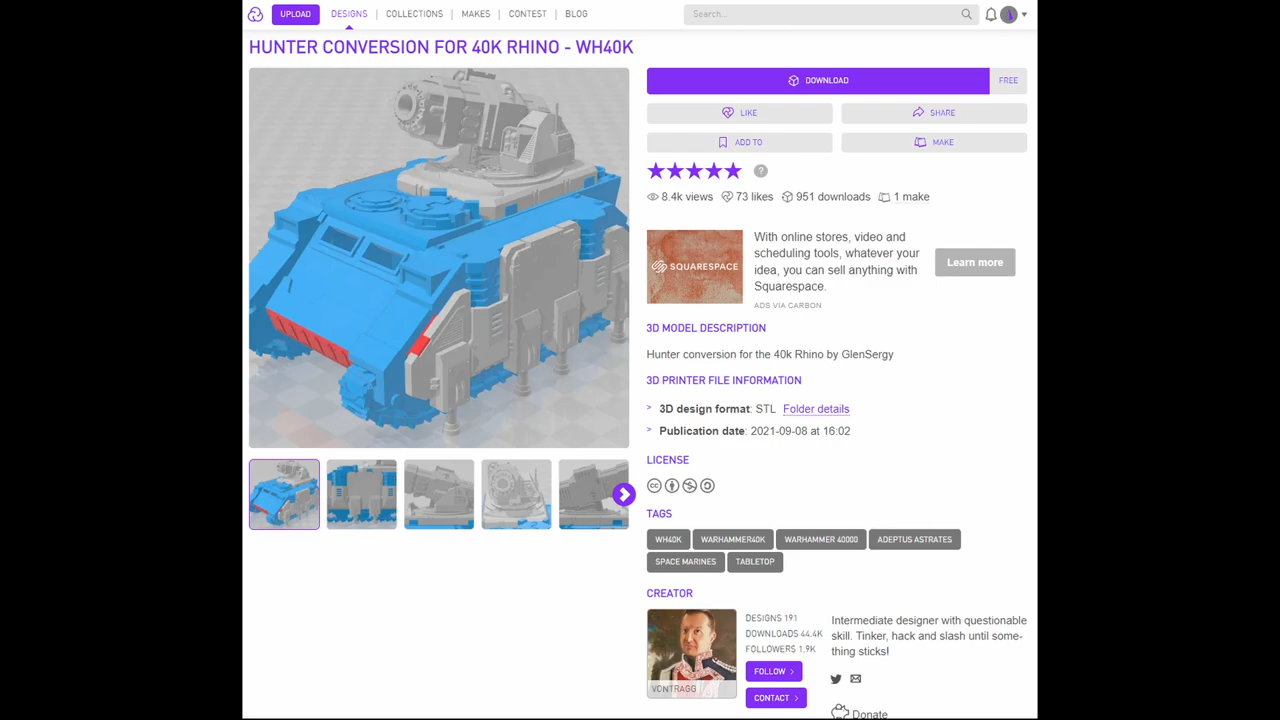 UPLOAD
DESIGNS | COLLECTIONS | MAKES | CONTEST | BLOG
Search...
HUNTER CONVERSION FOR 40K RHINO - WH40K
DOWNLOAD
FREE
LIKE
SHARE
ADD TO
MAKE
?
8.4k views
73 likes
951 downloads
1 make
SQUARESPACE
With online stores, video and
scheduling tools, whatever your
idea, you can sell anything with
Squarespace.
ADS VIA CARBON
Learn more
3D MODEL DESCRIPTION
Hunter conversion for the 40k Rhino by GlenSergy
3D PRINTER FILE INFORMATION
> 3D design format: STL Folder details
> Publication date: 2021-09-08 at 16:02
LICENSE
TAGS
WH40K
WARHAMMER40K
WARHAMMER 40000
ADEPTUS ASTRATES
SPACE MARINES
TABLETOP
CREATOR
VONTRAGG
DESIGNS 191
DOWNLOADS 44.4K
FOLLOWERS 1.9K
FOLLOW >
CONTACT >
Intermediate designer with questionable
skill. Tinker, hack and slash until some-
thing sticks!
Donate